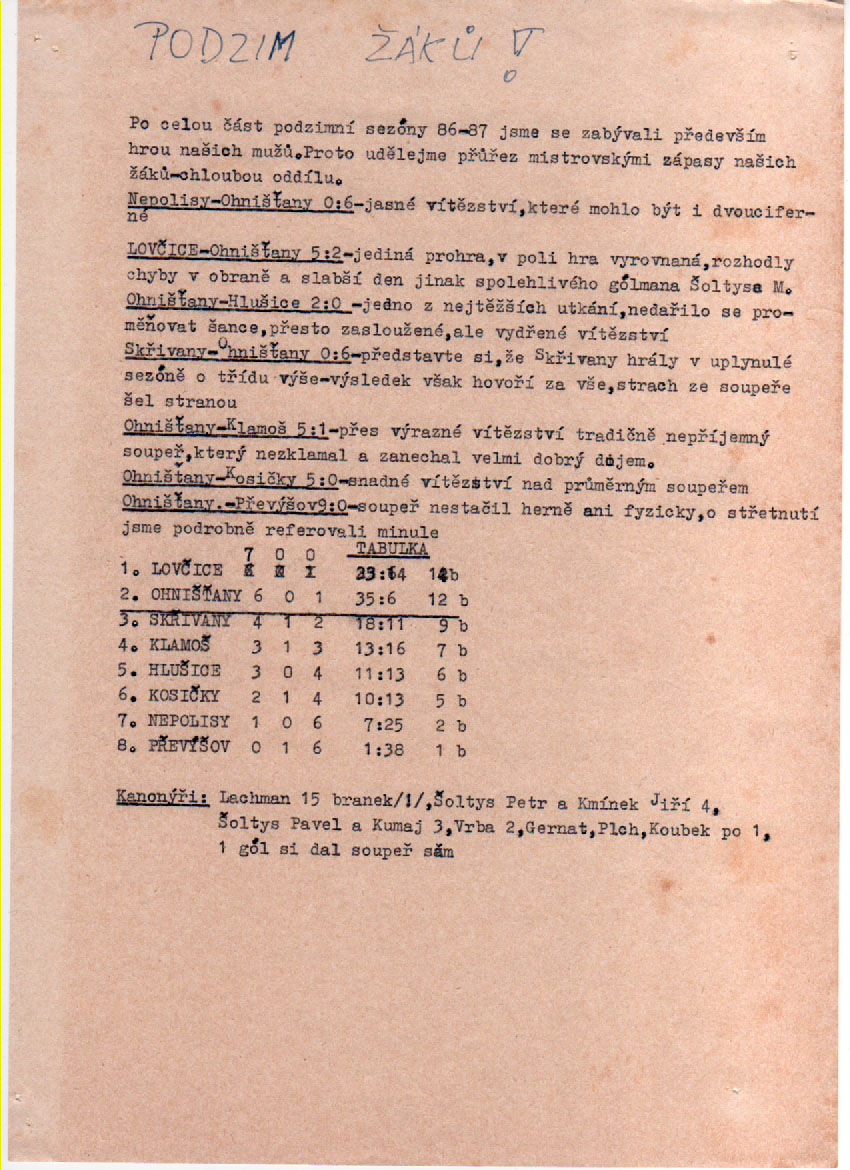 PODZIM ŽÁKŮ !
Po celou část podzimní sezóny 86-87 jsme se zabývali především
hrou našich mužů.Proto udělejme přůřez mistrovskými zápasy našich
žáků-chloubou oddílu.
Nepolisy-Ohnišťany 0:6-jasné vítězství,které mohlo být i dvoucifer-
né
LOVČICE-Ohnišťany 5:2-jediná prohra,v poli hra vyrovnaná,rozhodly
chyby v obraně a slabší den jinak spolehlivého gólmana Šoltyse M.
Ohnišťany-Hlušice 2:0 -jedno z nejtěžších utkání,nedařilo se pro-
měňovat šance,přesto zasloužené,ale vydřené vítězství
Skřivany-Ohnišťany 0:6-představte si,že Skřivany hrály v uplynulé
sezóně o třídu výše-výsledek však hovoří za vše,strach ze soupeře
šel stranou
Ohnišťany-Klamoš 5:1-přes výrazné vítězství tradičně nepříjemný
soupeř,který nezklamal a zanechal velmi dobrý dojem.
Ohnišťany-Kosičky 5:0-snadné vítězství nad průměrným soupeřem
Ohnišťany.-Převýšov9:0-soupeř nestačil herně ani fyzicky,o střetnutí
jsme podrobně referovali minule
7 0 0 TABULKA
1. LOVČICE 14b
2. OHNIŠŤANY 6 0 1 35:6 12 b
3. SKŘIVANY 4 1 2 18:11 9 b
4. KLAMOŠ 3 1 3 13:16 7 b
5. HLUŠICE 3 0 4 11:13 6 b
6. KOSIČKY 2 1 4 10:13 5 b
7. NEPOLISY 1 0 6 7:25 2 b
8. PŘEVÝŠOV 0 1 6 1:38 1 b
Kanonýři: Lachman 15 branek/!/,Šoltys Petr a Kmínek Jiří 4,
Šoltys Pavel a Kumaj 3,Vrba 2,Gernat,Plch,Koubek po 1,
1 gól si dal soupeř sám